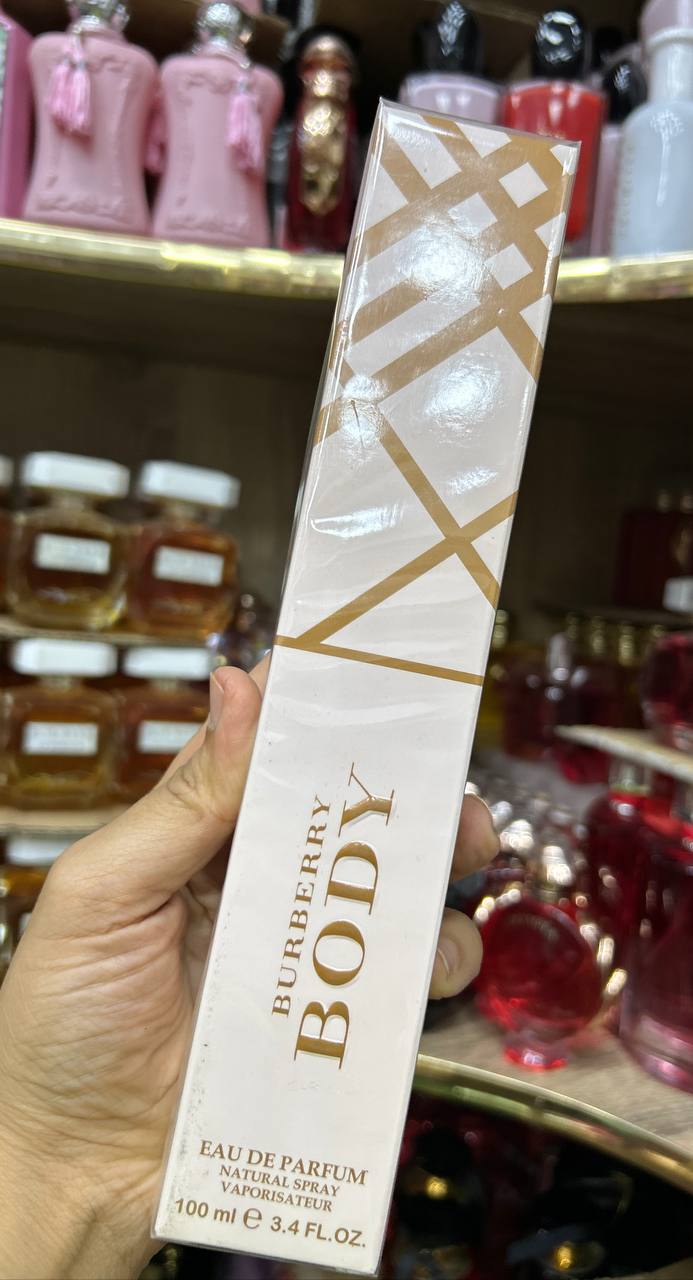 BURBERRY
BODY
EAU DE PARFUM
NATURAL SPRAY
VAPORISATEUR
100 ml ℮ 3.4 FL.OZ.